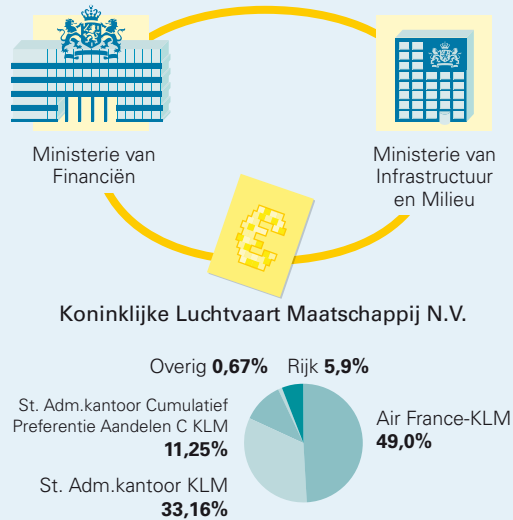 Ministerie van
Financiën
Ministerie van
Infrastructuur
en Milieu
€
Koninklijke Luchtvaart Maatschappij N.V.
Overig 0,67%
Rijk 5,9%
St. Adm.kantoor Cumulatief
Preferentie Aandelen C KLM
11,25%
Air France-KLM
49,0%
St. Adm.kantoor KLM
33,16%